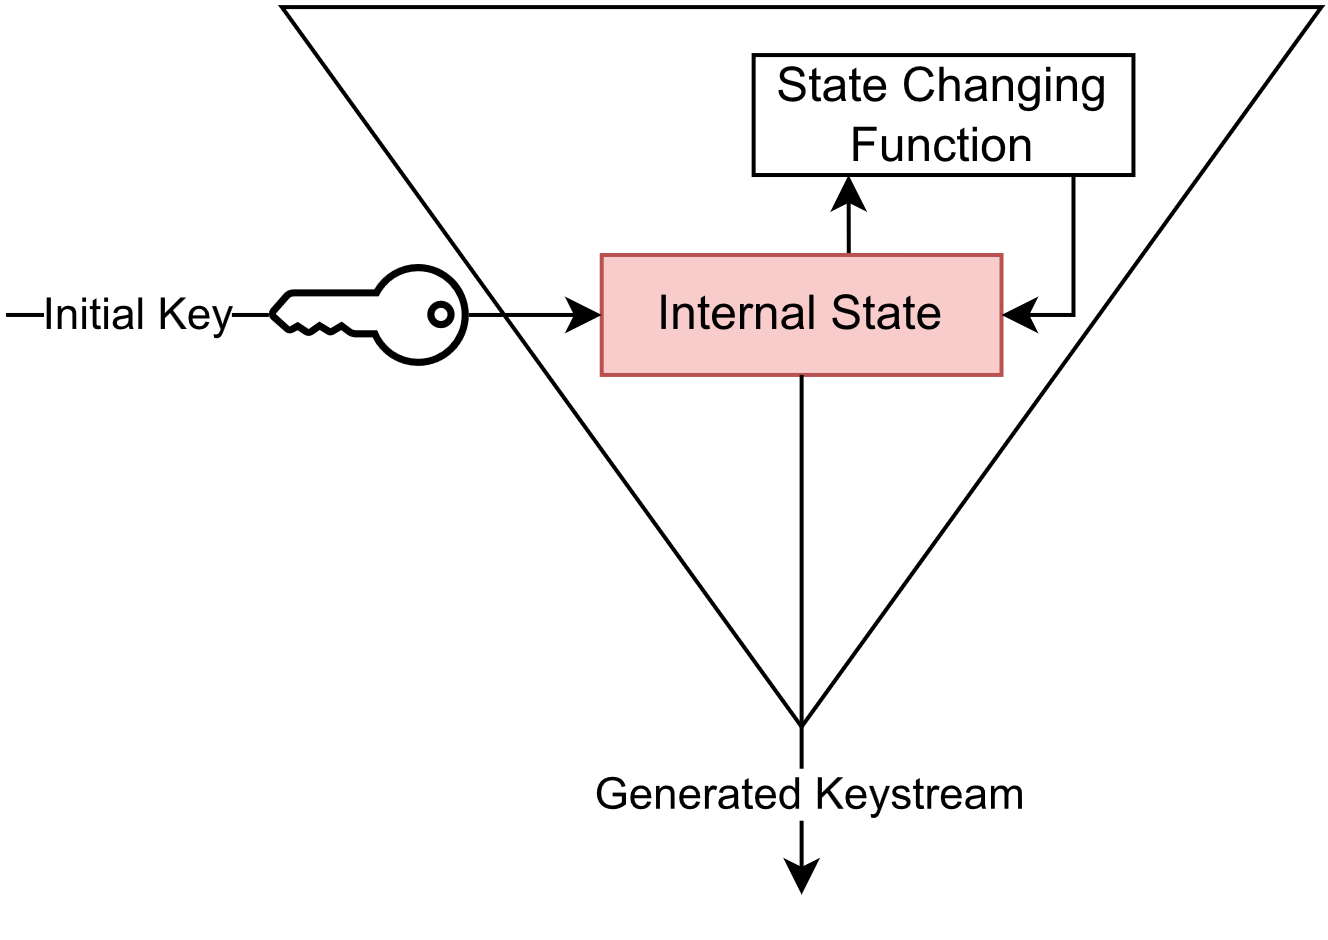 State Changing
Function
Initial Key
Internal State
Generated Keystream